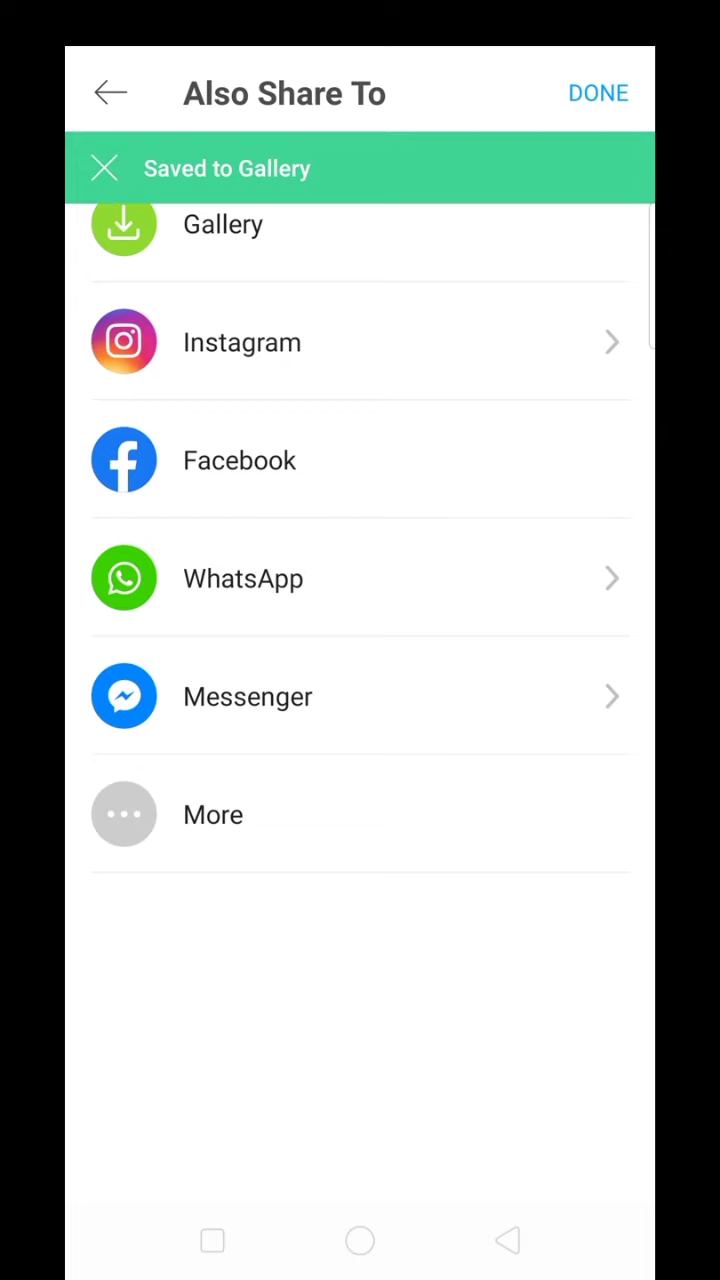 Also Share To
DONE
Saved to Gallery
Gallery
Instagram
Facebook
WhatsApp
Messenger
More